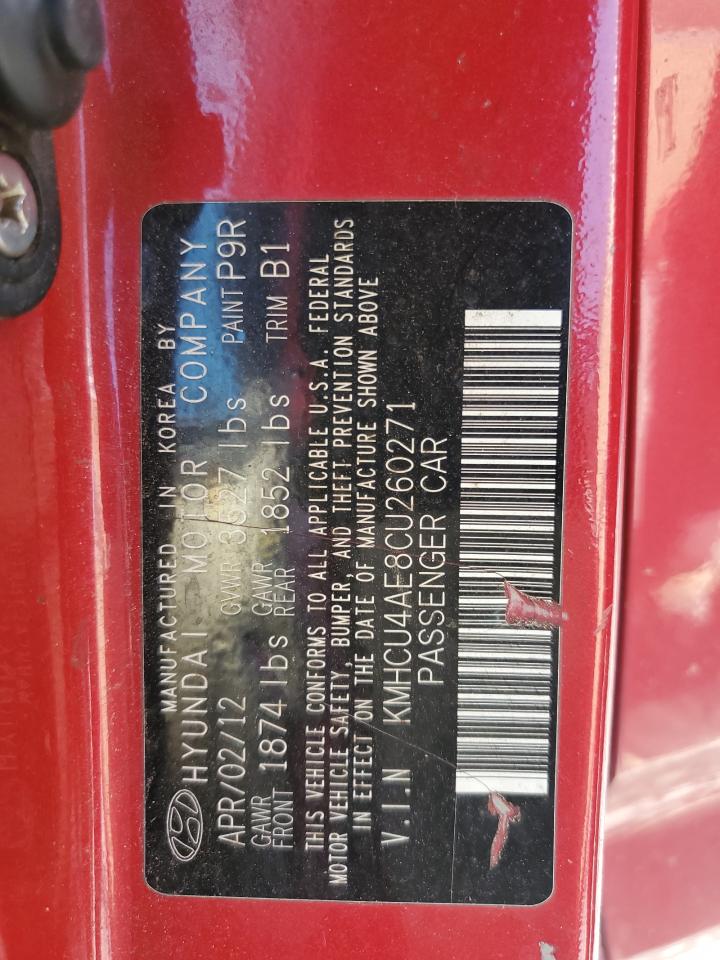 MANUFACTURED IN KOREA BY
HYUNDAI MOTOR COMPANY
APR/02/12 GVWR 3527 lbs PAINT P9R
GAWR FRONT 1874 lbs GAWR REAR 1852 lbs TRIM B1
THIS VEHICLE CONFORMS TO ALL APPLICABLE U.S.A. FEDERAL
MOTOR VEHICLE SAFETY, BUMPER, AND THEFT PREVENTION STANDARDS
IN EFFECT ON THE DATE OF MANUFACTURE SHOWN ABOVE
V.I.N KMHCU4AE8CU260271
PASSENGER CAR